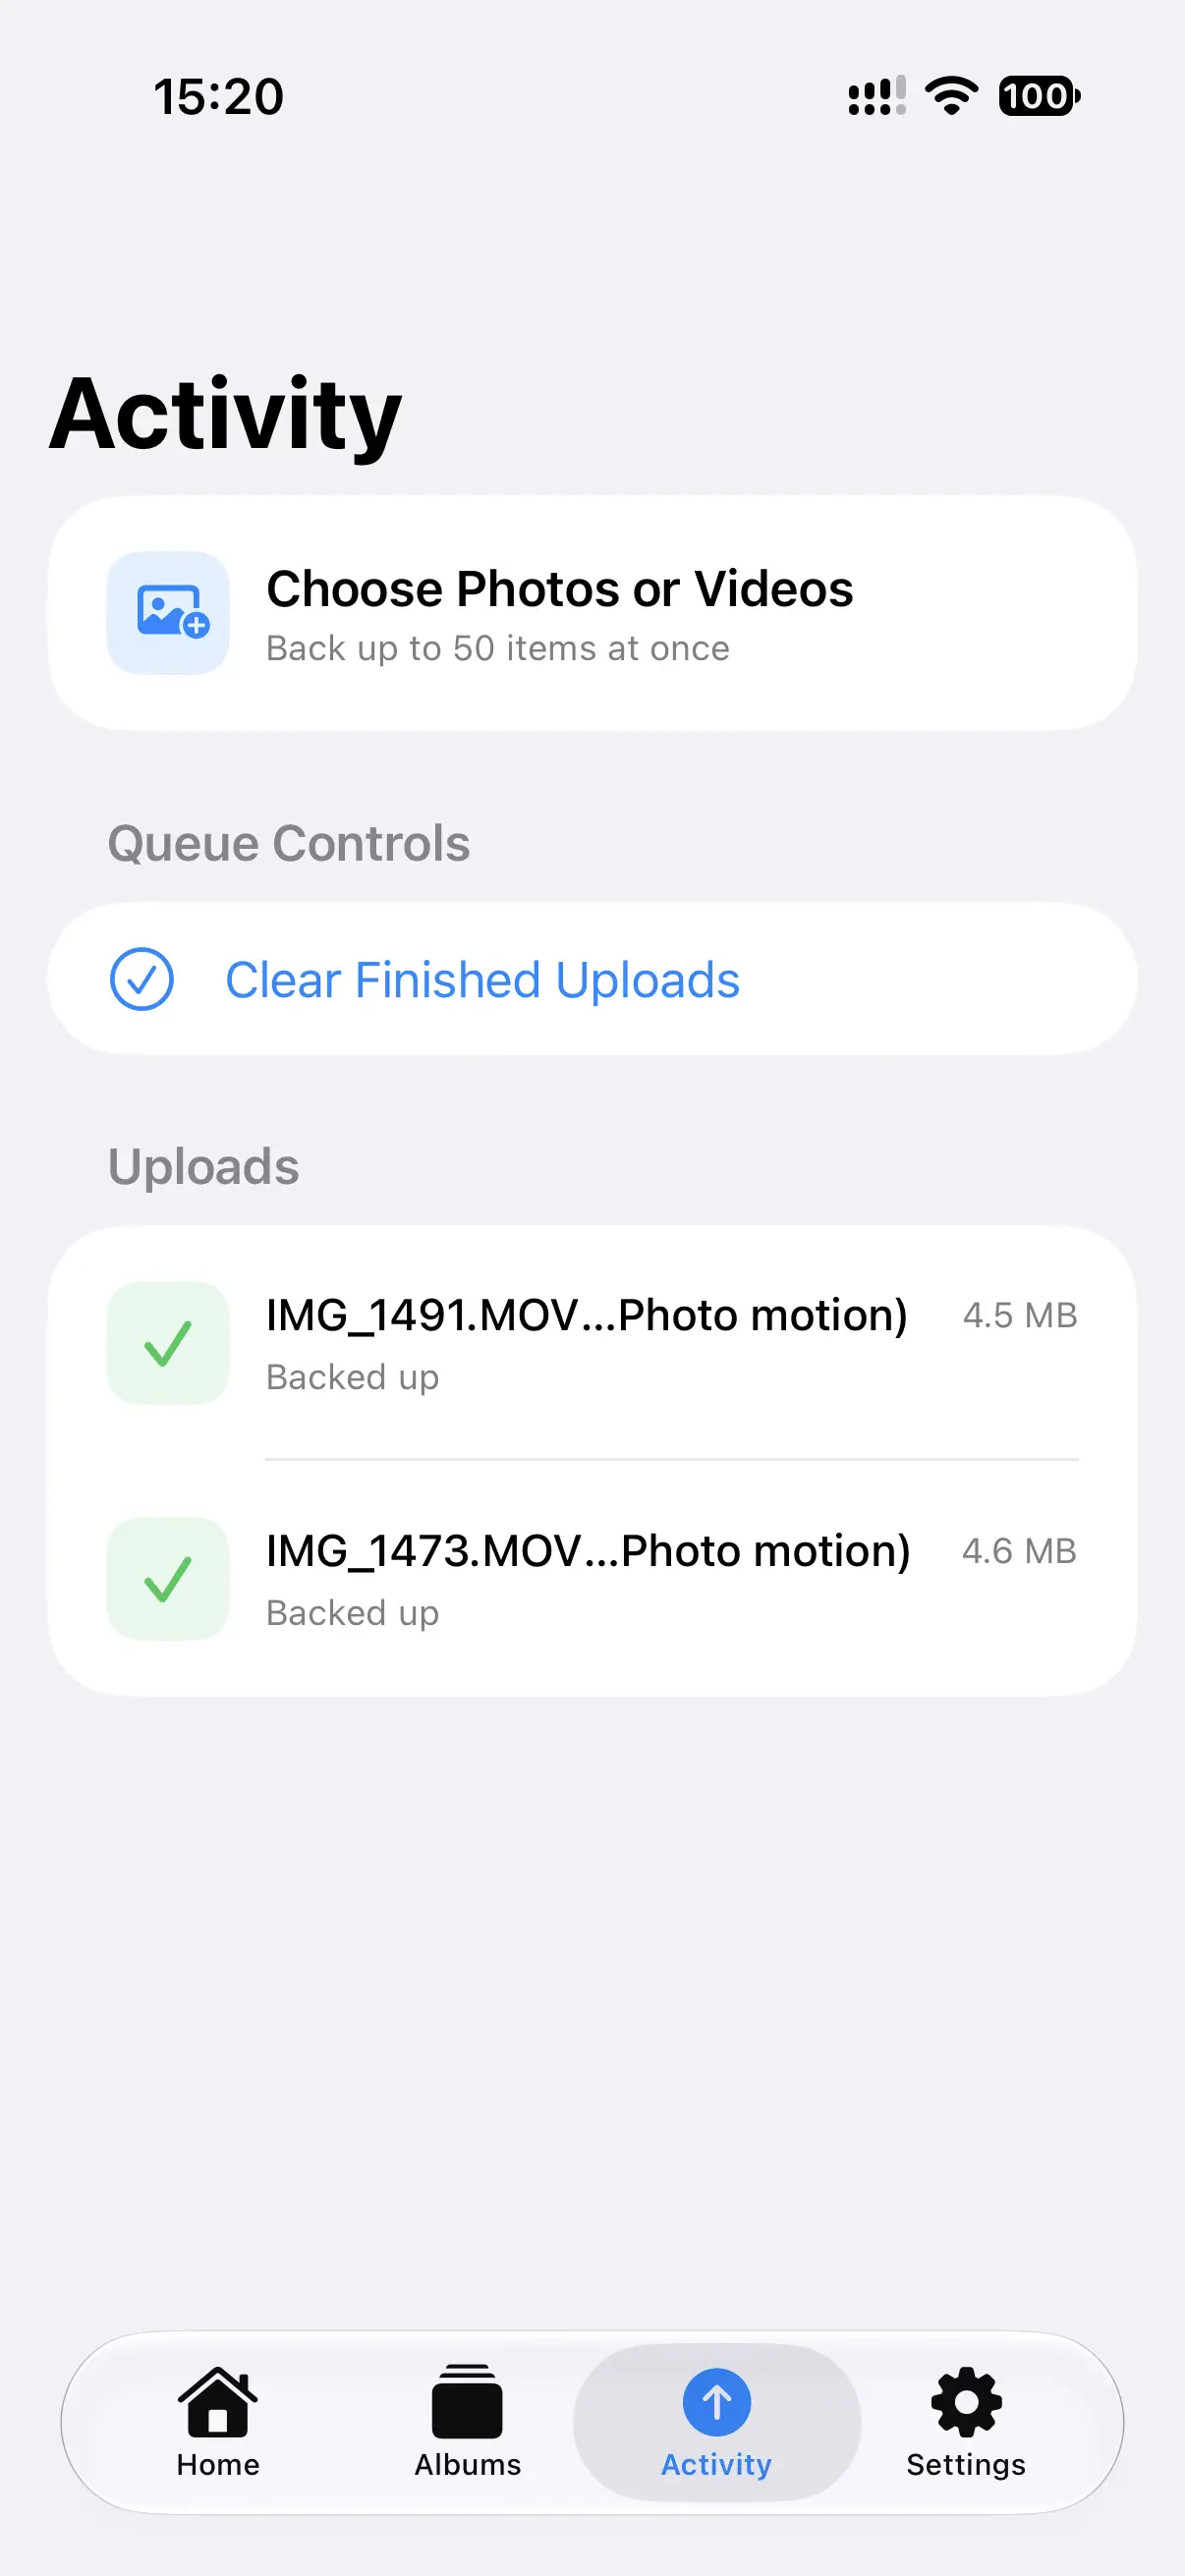 15:20
100
Activity
Choose Photos or Videos
Back up to 50 items at once
Queue Controls
Clear Finished Uploads
Uploads
IMG_1491.MOV...Photo motion) 4.5 MB
Backed up
IMG_1473.MOV...Photo motion) 4.6 MB
Backed up
Home Albums Activity Settings